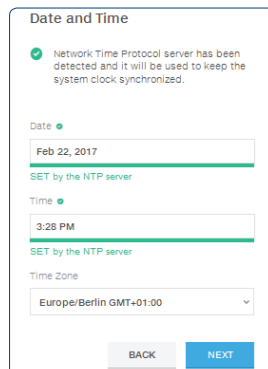 Date and Time
Network Time Protocol server has been
detected and it will be used to keep the
system clock synchronized.
Date
Feb 22, 2017
SET by the NTP server
Time
3:28 PM
SET by the NTP server
Time Zone
Europe/Berlin GMT+01:00
BACK
NEXT